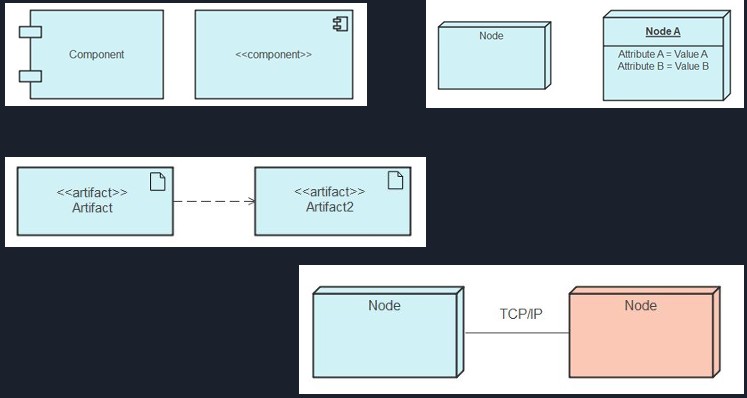 Component
<<component>>
Node
Node A
Attribute A = Value A
Attribute B = Value B
<<artifact>>
Artifact
<<artifact>>
Artifact2
Node
TCP/IP
Node